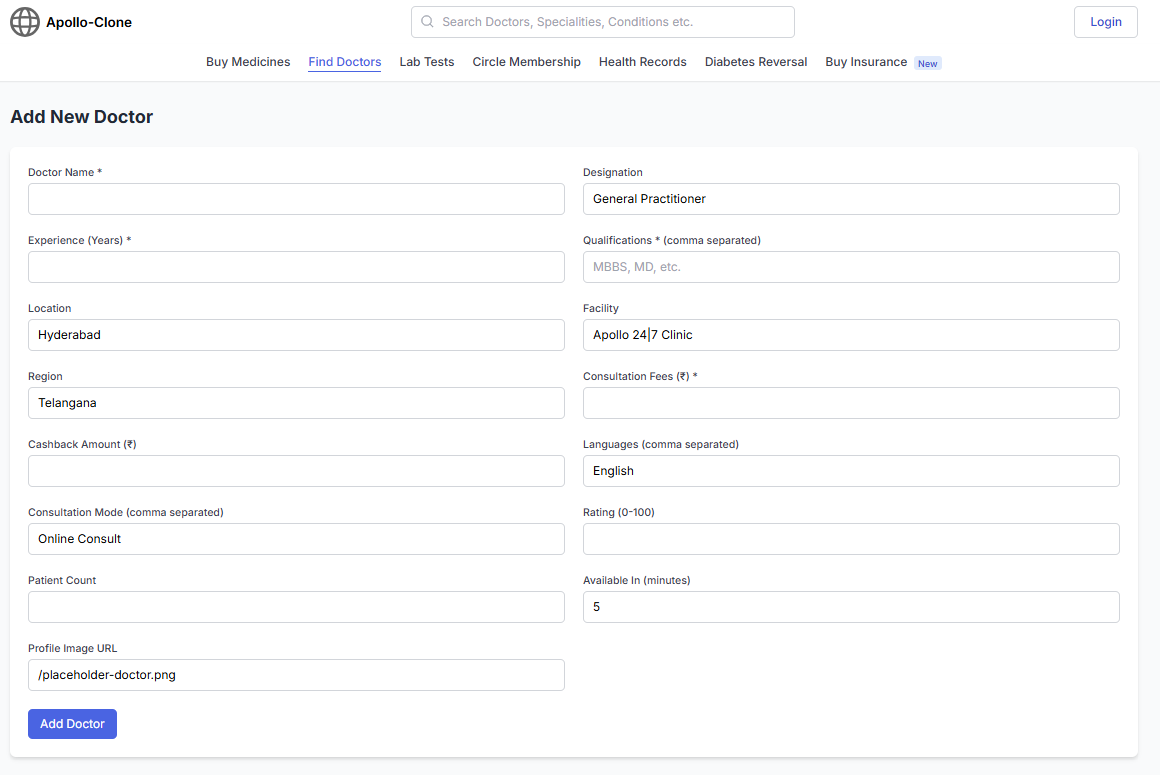 Apollo-Clone
Search Doctors, Specialities, Conditions etc.
Login
Buy Medicines Find Doctors Lab Tests Circle Membership Health Records Diabetes Reversal Buy Insurance New
Add New Doctor
Doctor Name *
Designation
General Practitioner
Experience (Years) *
Qualifications * (comma separated)
MBBS, MD, etc.
Location
Hyderabad
Facility
Apollo 24|7 Clinic
Region
Telangana
Consultation Fees (₹) *
Cashback Amount (₹)
Languages (comma separated)
English
Consultation Mode (comma separated)
Online Consult
Rating (0-100)
Patient Count
Available In (minutes)
5
Profile Image URL
/placeholder-doctor.png
Add Doctor